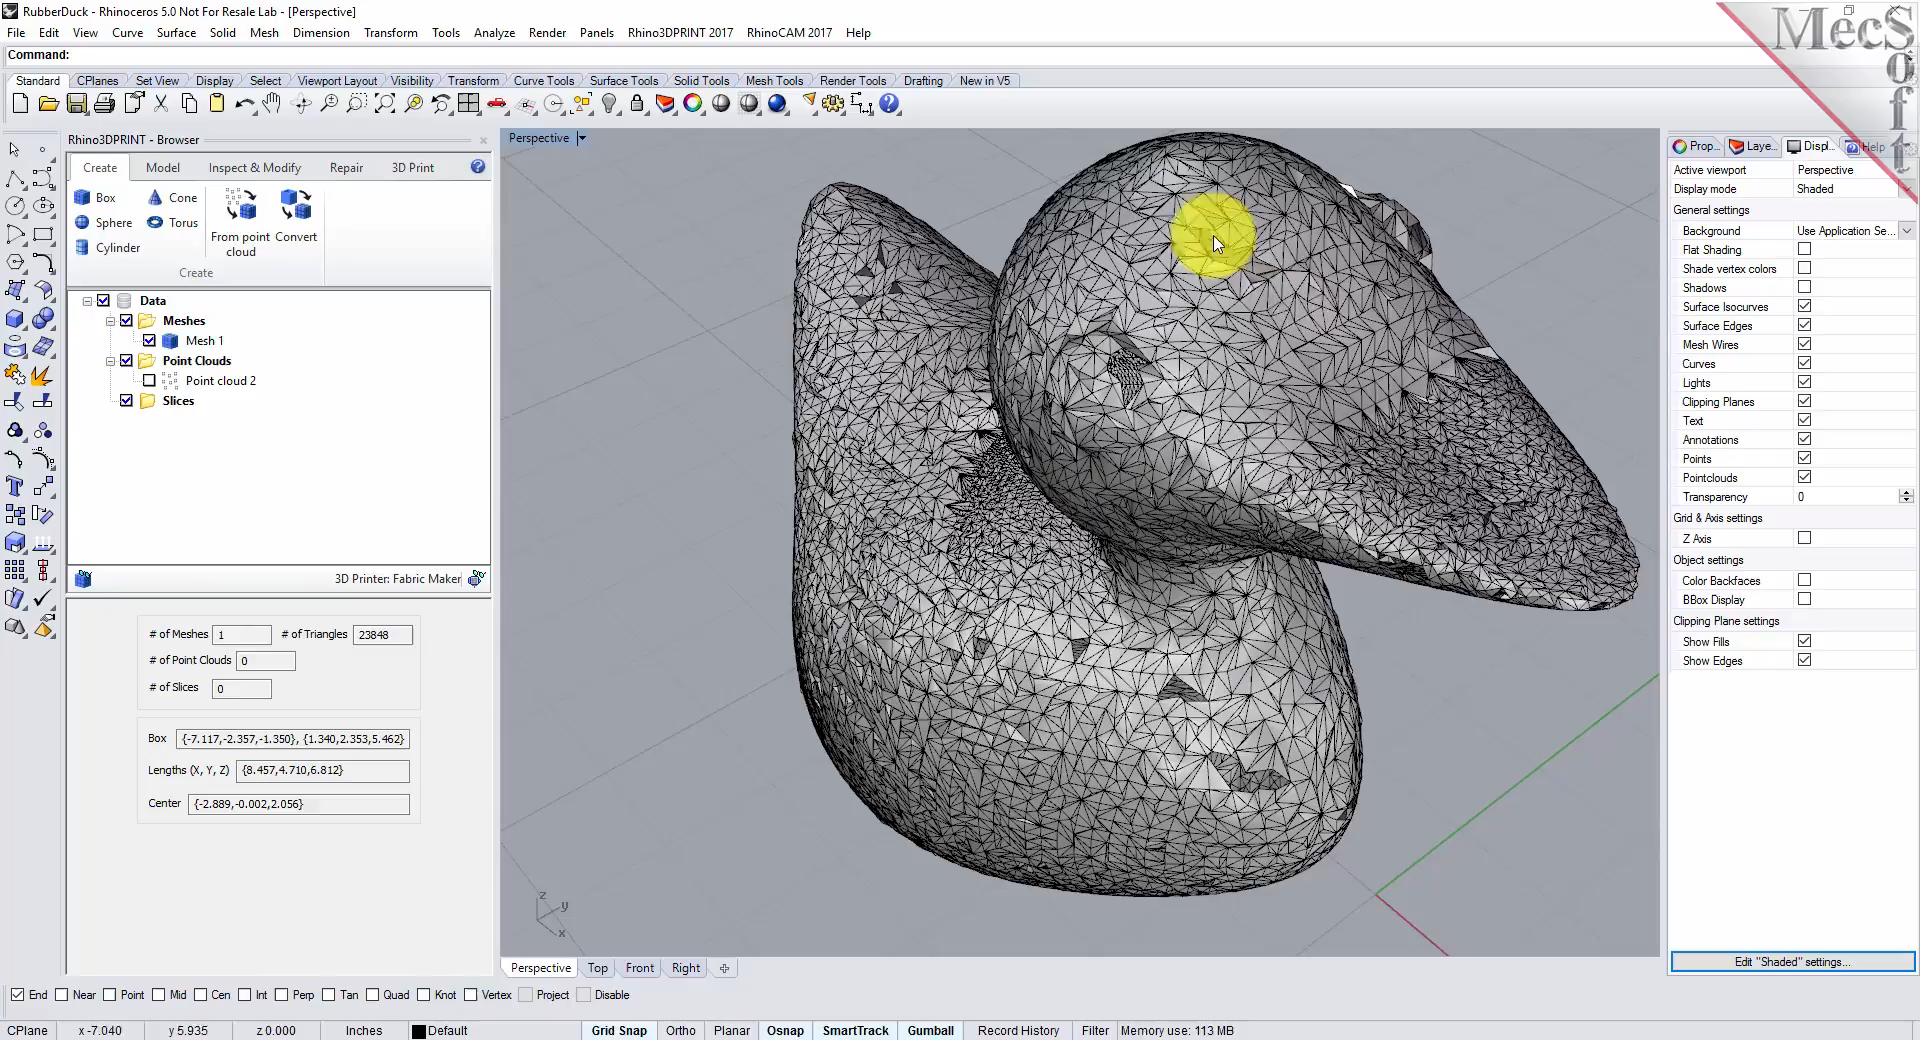 RubberDuck - Rhinoceros 5.0 Not For Resale Lab - [Perspective]
File Edit View Curve Surface Solid Mesh Dimension Transform Tools Analyze Render Panels Rhino3DPRINT 2017 RhinoCAM 2017 Help
Command:
Standard CPlanes Set View Display Select Viewport Layout Visibility Transform Curve Tools Surface Tools Solid Tools Mesh Tools Render Tools Drafting New in V5
MecSoft
Rhino3DPRINT - Browser
Create Model Inspect & Modify Repair 3D Print
Box Cone
Sphere Torus
Cylinder
From point cloud
Convert
Create
Data
Meshes
Mesh 1
Point Clouds
Point cloud 2
Slices
3D Printer: Fabric Maker
# of Meshes 1 # of Triangles 23848
# of Point Clouds 0
# of Slices 0
Box {-7.117,-2.357,-1.350}, {1.340,2.353,5.462}
Lengths (X, Y, Z) {8.457,4.710,6.812}
Center {-2.889,-0.002,2.056}
Perspective
z
y
x
Perspective Top Front Right
Prop... Laye... Displ... Help
Active viewport Perspective
Display mode Shaded
General settings
Background Use Application Se...
Flat Shading
Shade vertex colors
Shadows
Surface Isocurves
Surface Edges
Mesh Wires
Curves
Lights
Clipping Planes
Text
Annotations
Points
Pointclouds
Transparency 0
Grid & Axis settings
Z Axis
Object settings
Color Backfaces
BBox Display
Clipping Plane settings
Show Fills
Show Edges
Edit "Shaded" settings...
End Near Point Mid Cen Int Perp Tan Quad Knot Vertex Project Disable
CPlane x -7.040 y 5.935 z 0.000 Inches Default Grid Snap Ortho Planar Osnap SmartTrack Gumball Record History Filter Memory use: 113 MB